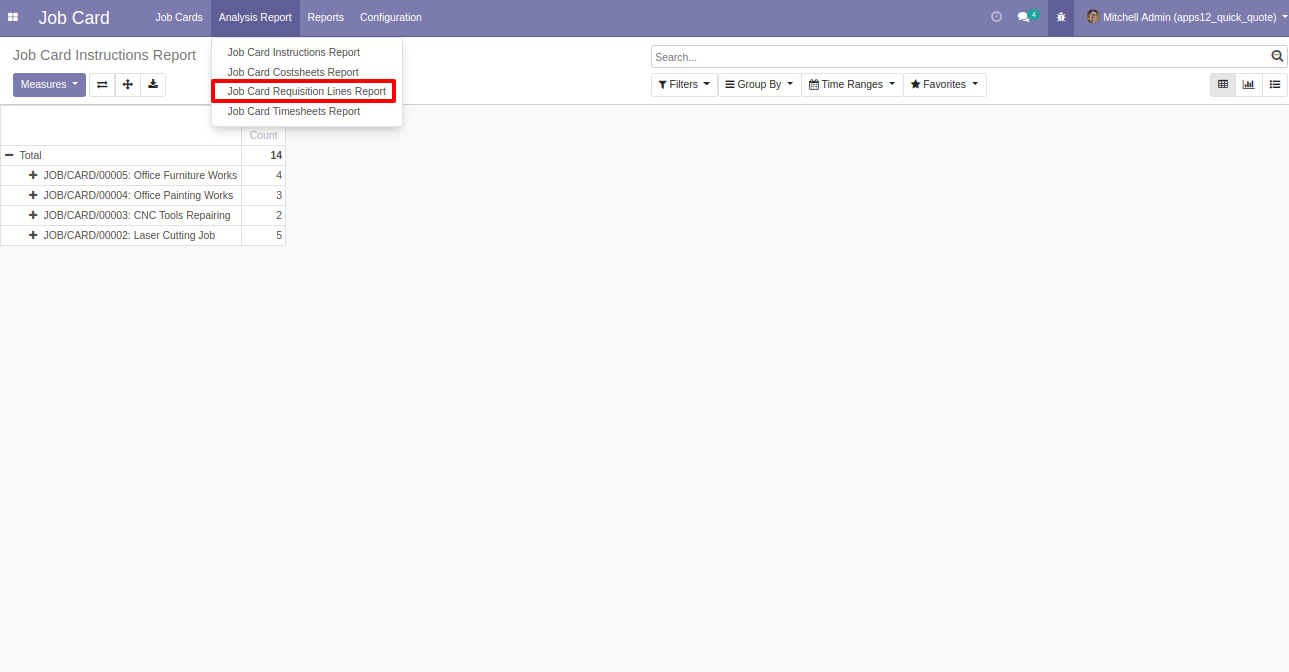 Job Card Job Cards Analysis Report Reports Configuration 4 Mitchell Admin (apps12_quick_quote)
Job Card Instructions Report
Search...
Measures
Filters Group By Time Ranges Favorites
Job Card Instructions Report
Job Card Costsheets Report
Job Card Requisition Lines Report
Job Card Timesheets Report
Count
Total 14
JOB/CARD/00005: Office Furniture Works 4
JOB/CARD/00004: Office Painting Works 3
JOB/CARD/00003: CNC Tools Repairing 2
JOB/CARD/00002: Laser Cutting Job 5